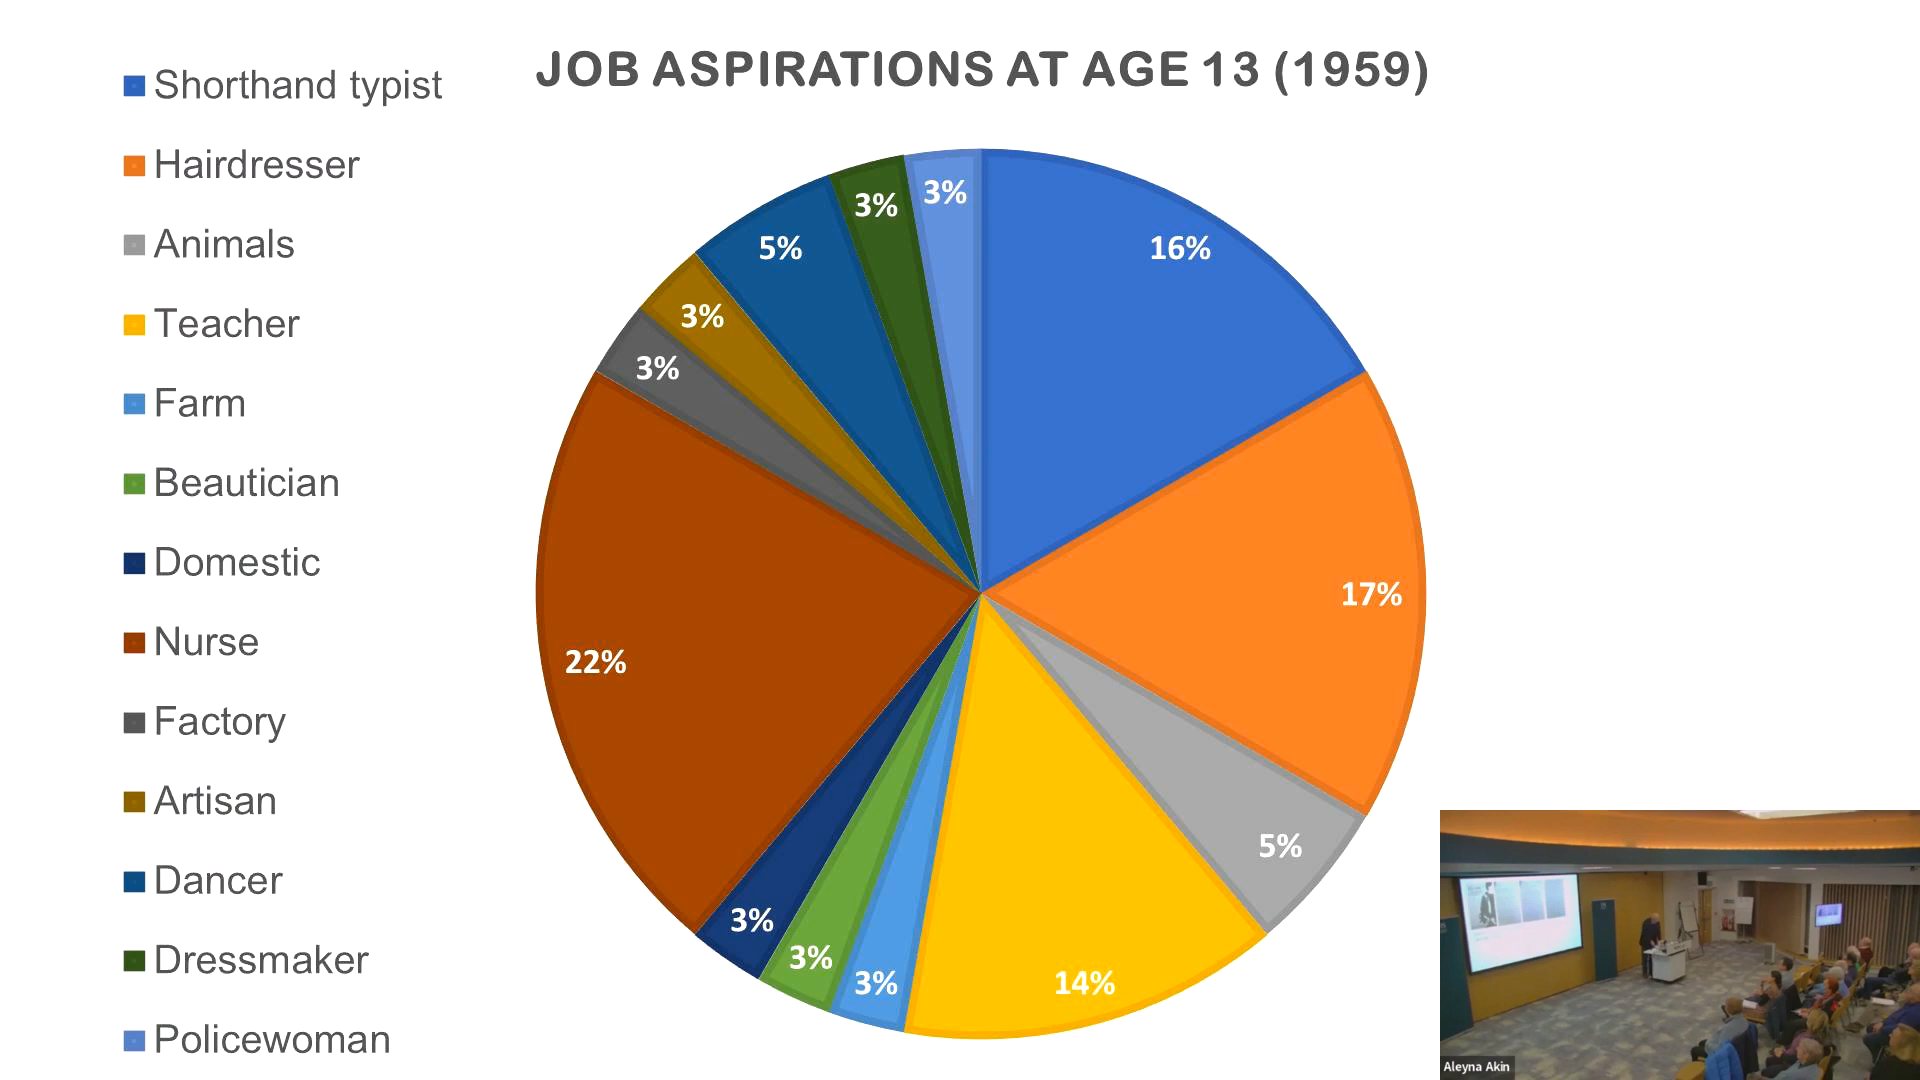 JOB ASPIRATIONS AT AGE 13 (1959)
Shorthand typist
Hairdresser
Animals
Teacher
Farm
Beautician
Domestic
Nurse
Factory
Artisan
Dancer
Dressmaker
Policewoman
16%
17%
5%
14%
3%
3%
3%
22%
3%
3%
5%
3%
3%
Aleyna Akin